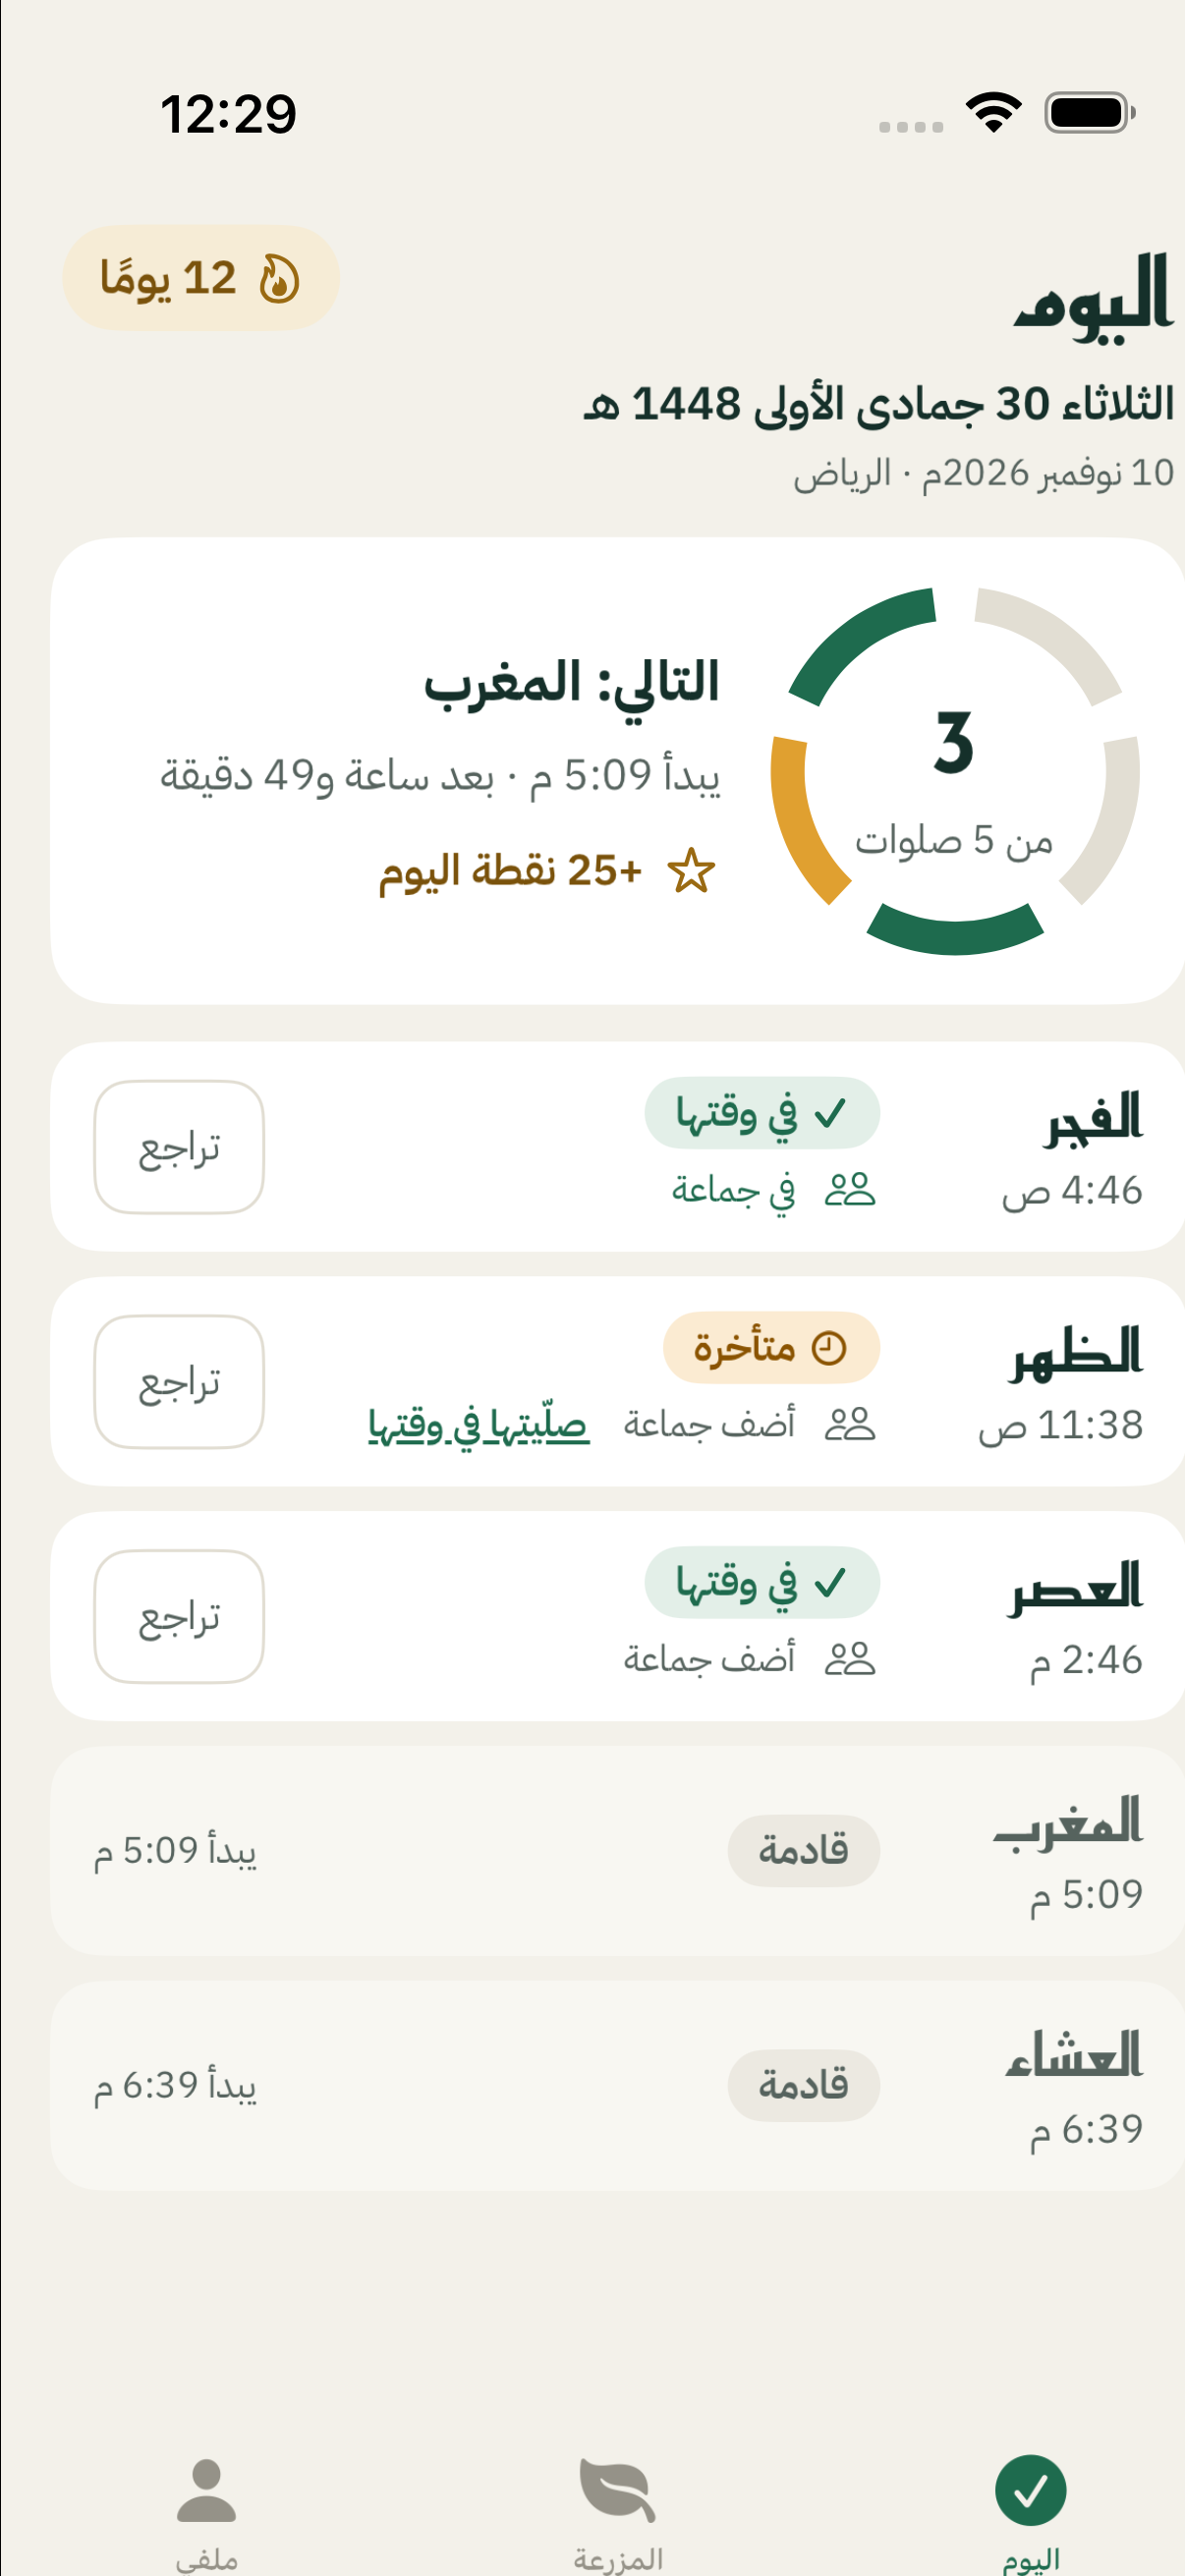 12:29
اليوم
12 يومًا
الثلاثاء 30 جمادى الأولى 1448 هـ
10 نوفمبر 2026م · الرياض
3
من 5 صلوات
التالي: المغرب
يبدأ 5:09 م · بعد ساعة و49 دقيقة
+25 نقطة اليوم
الفجر
4:46 ص
في وقتها
في جماعة
تراجع
الظهر
11:38 ص
متأخرة
أضف جماعة صلّيتها في وقتها
تراجع
العصر
2:46 م
في وقتها
أضف جماعة
تراجع
المغرب
5:09 م
قادمة
يبدأ 5:09 م
العشاء
6:39 م
قادمة
يبدأ 6:39 م
اليوم
المزرعة
ملفي